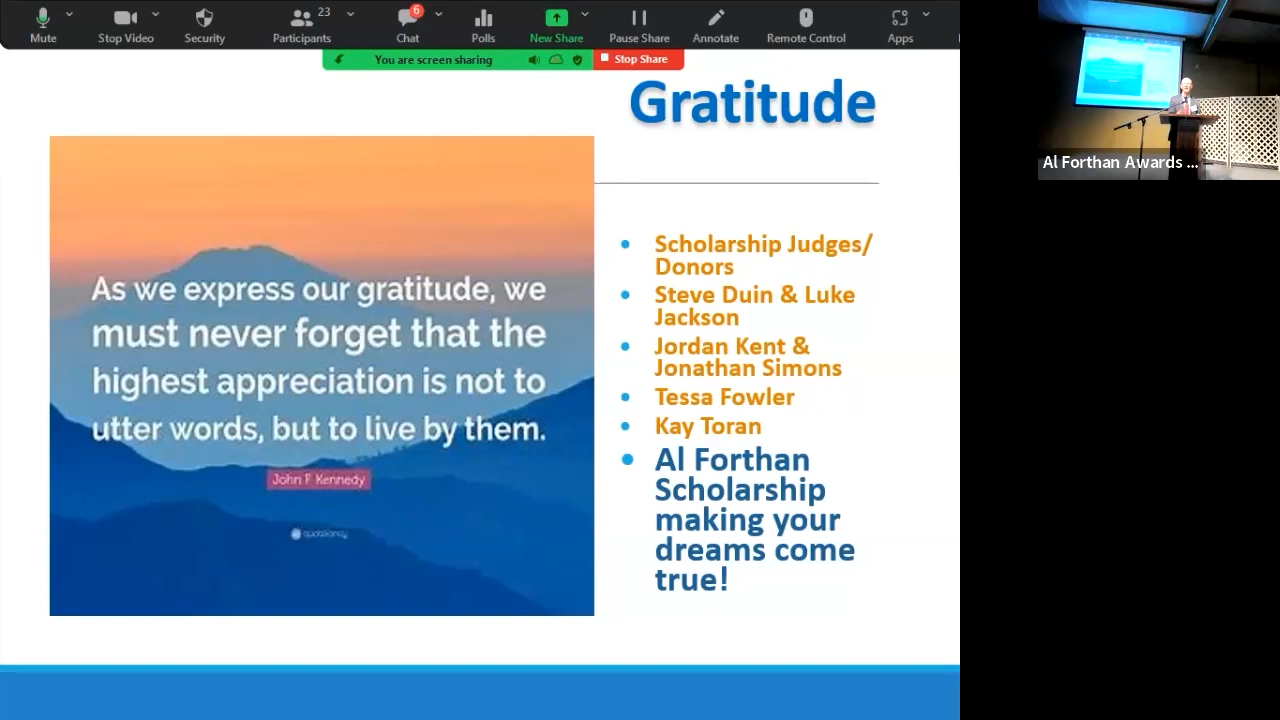 Mute
Stop Video
Security
23
Participants
6
Chat
Polls
New Share
Pause Share
Annotate
Remote Control
Apps
You are screen sharing
Stop Share
Al Forthan Awards ...
Gratitude
As we express our gratitude, we
must never forget that the
highest appreciation is not to
utter words, but to live by them.
John F Kennedy
quotefancy
Scholarship Judges/
Donors
Steve Duin & Luke
Jackson
Jordan Kent &
Jonathan Simons
Tessa Fowler
Kay Toran
Al Forthan
Scholarship
making your
dreams come
true!